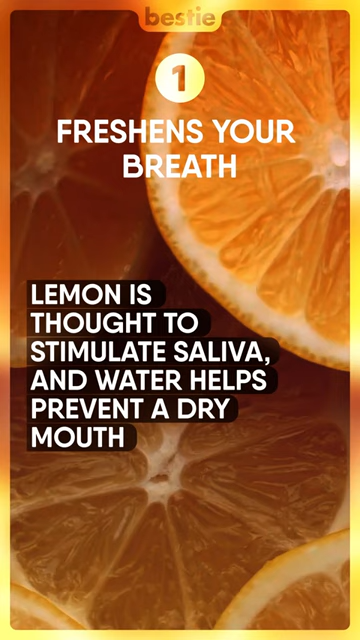 bestie
1
FRESHENS YOUR
BREATH
LEMON IS
THOUGHT TO
STIMULATE SALIVA,
AND WATER HELPS
PREVENT A DRY
MOUTH